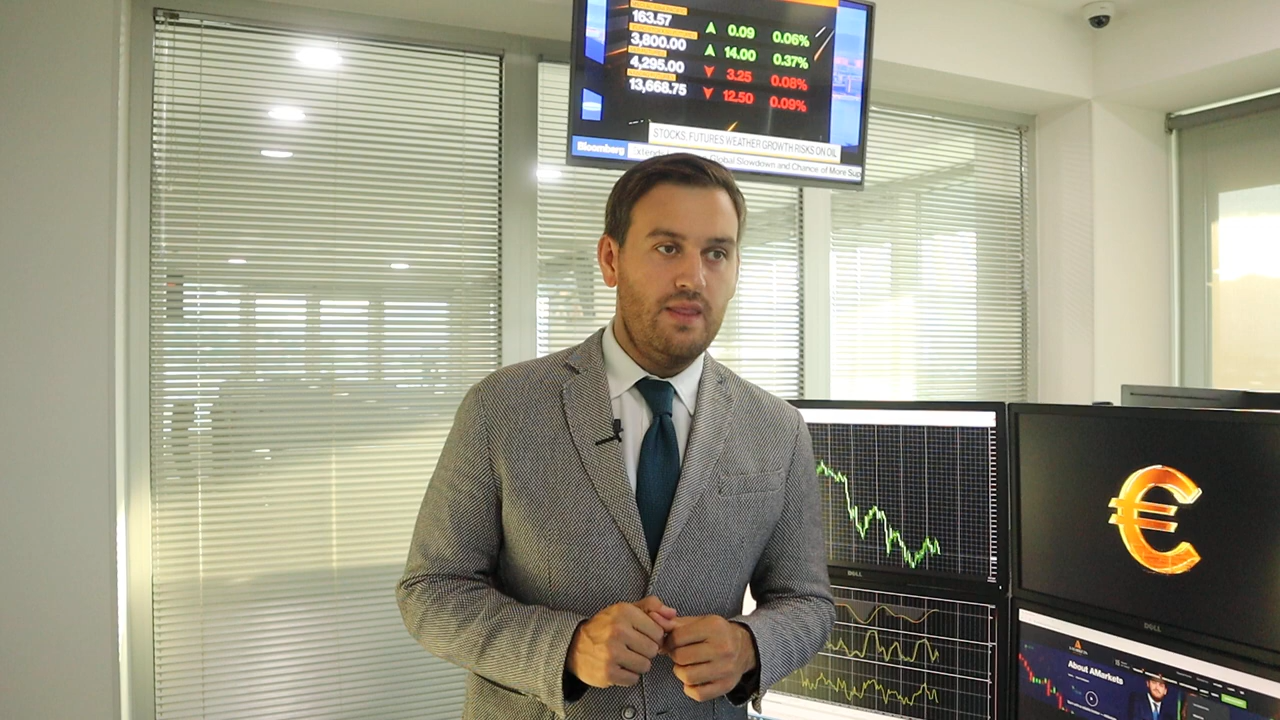 163.57 0.09 0.06%
3,800.00 14.00 0.37%
4,295.00 3.25 0.08%
13,668.75 12.50 0.09%
STOCKS, FUTURES WEATHER GROWTH RISKS ON OIL
Bloomberg Extends Global Slowdown and Chance of More Sup
DELL
€
DELL
About AMarkets